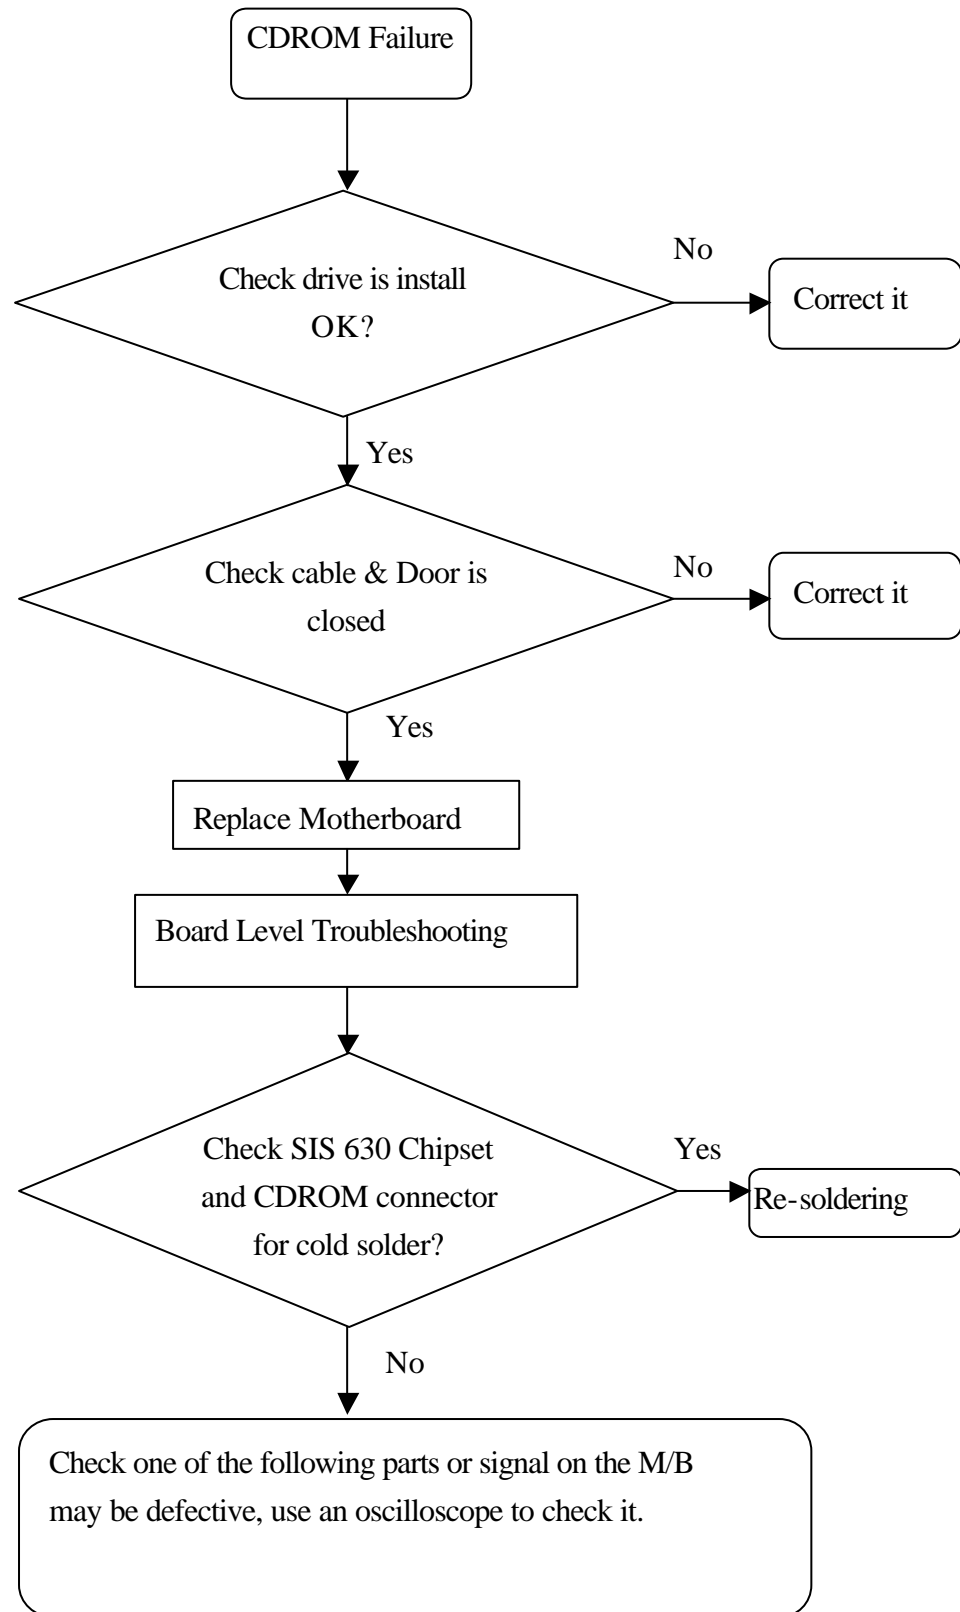 CDROM Failure
Check drive is install
OK?
No
Correct it
Yes
Check cable & Door is
closed
No
Correct it
Yes
Replace Motherboard
Board Level Troubleshooting
Check SIS 630 Chipset
and CDROM connector
for cold solder?
Yes
Re-soldering
No
Check one of the following parts or signal on the M/B
may be defective, use an oscilloscope to check it.